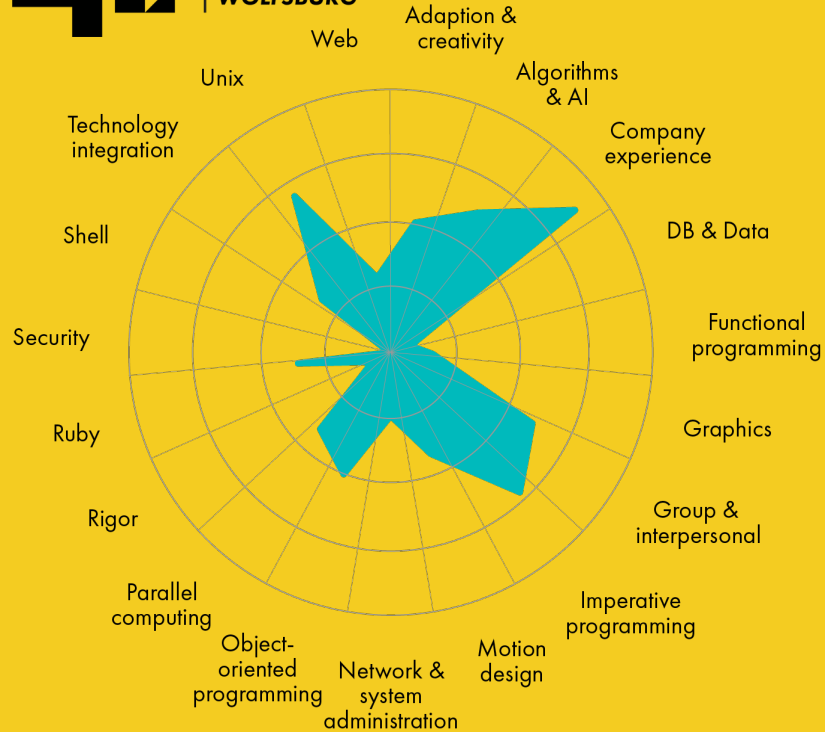 WOLFSBURG
Adaption &
creativity
Algorithms
& AI
Company
experience
DB & Data
Functional
programming
Graphics
Group &
interpersonal
Imperative
programming
Motion
design
Network &
system
administration
Object-
oriented
programming
Parallel
computing
Rigor
Ruby
Security
Shell
Technology
integration
Unix
Web